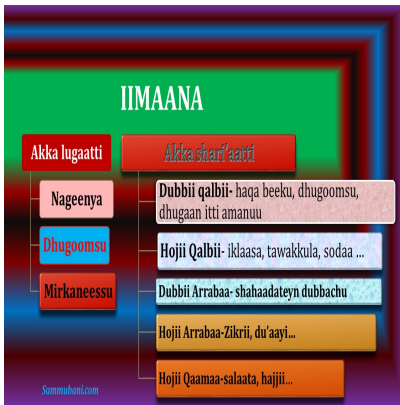 IIMAANA
Akka lugaatti
Nageenya
Dhugoomsu
Mirkaneessu
Akka shari'aatti
Dubbii qalbii- haqa beeku, dhugoomsu,
dhugaan itti amanuu
Hojii Qalbii- iklaasa, tawakkula, sodaa ...
Dubbii Arrabaa- shahaadateyn dubbachu
Hojii Arrabaa-Zikrii, du'aayi...
Hojii Qaamaa-salaata, hajjii...
Sammubani.com